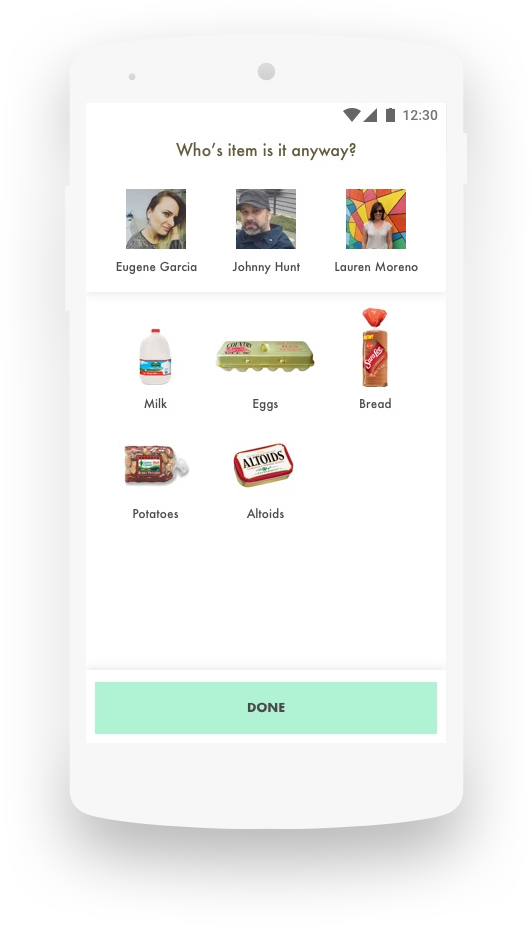 12:30
Who's item is it anyway?
Eugene Garcia
Johnny Hunt
Lauren Moreno
COUNTRY
Milk
Eggs
Bread
ALTOIDS
Potatoes
Altoids
DONE